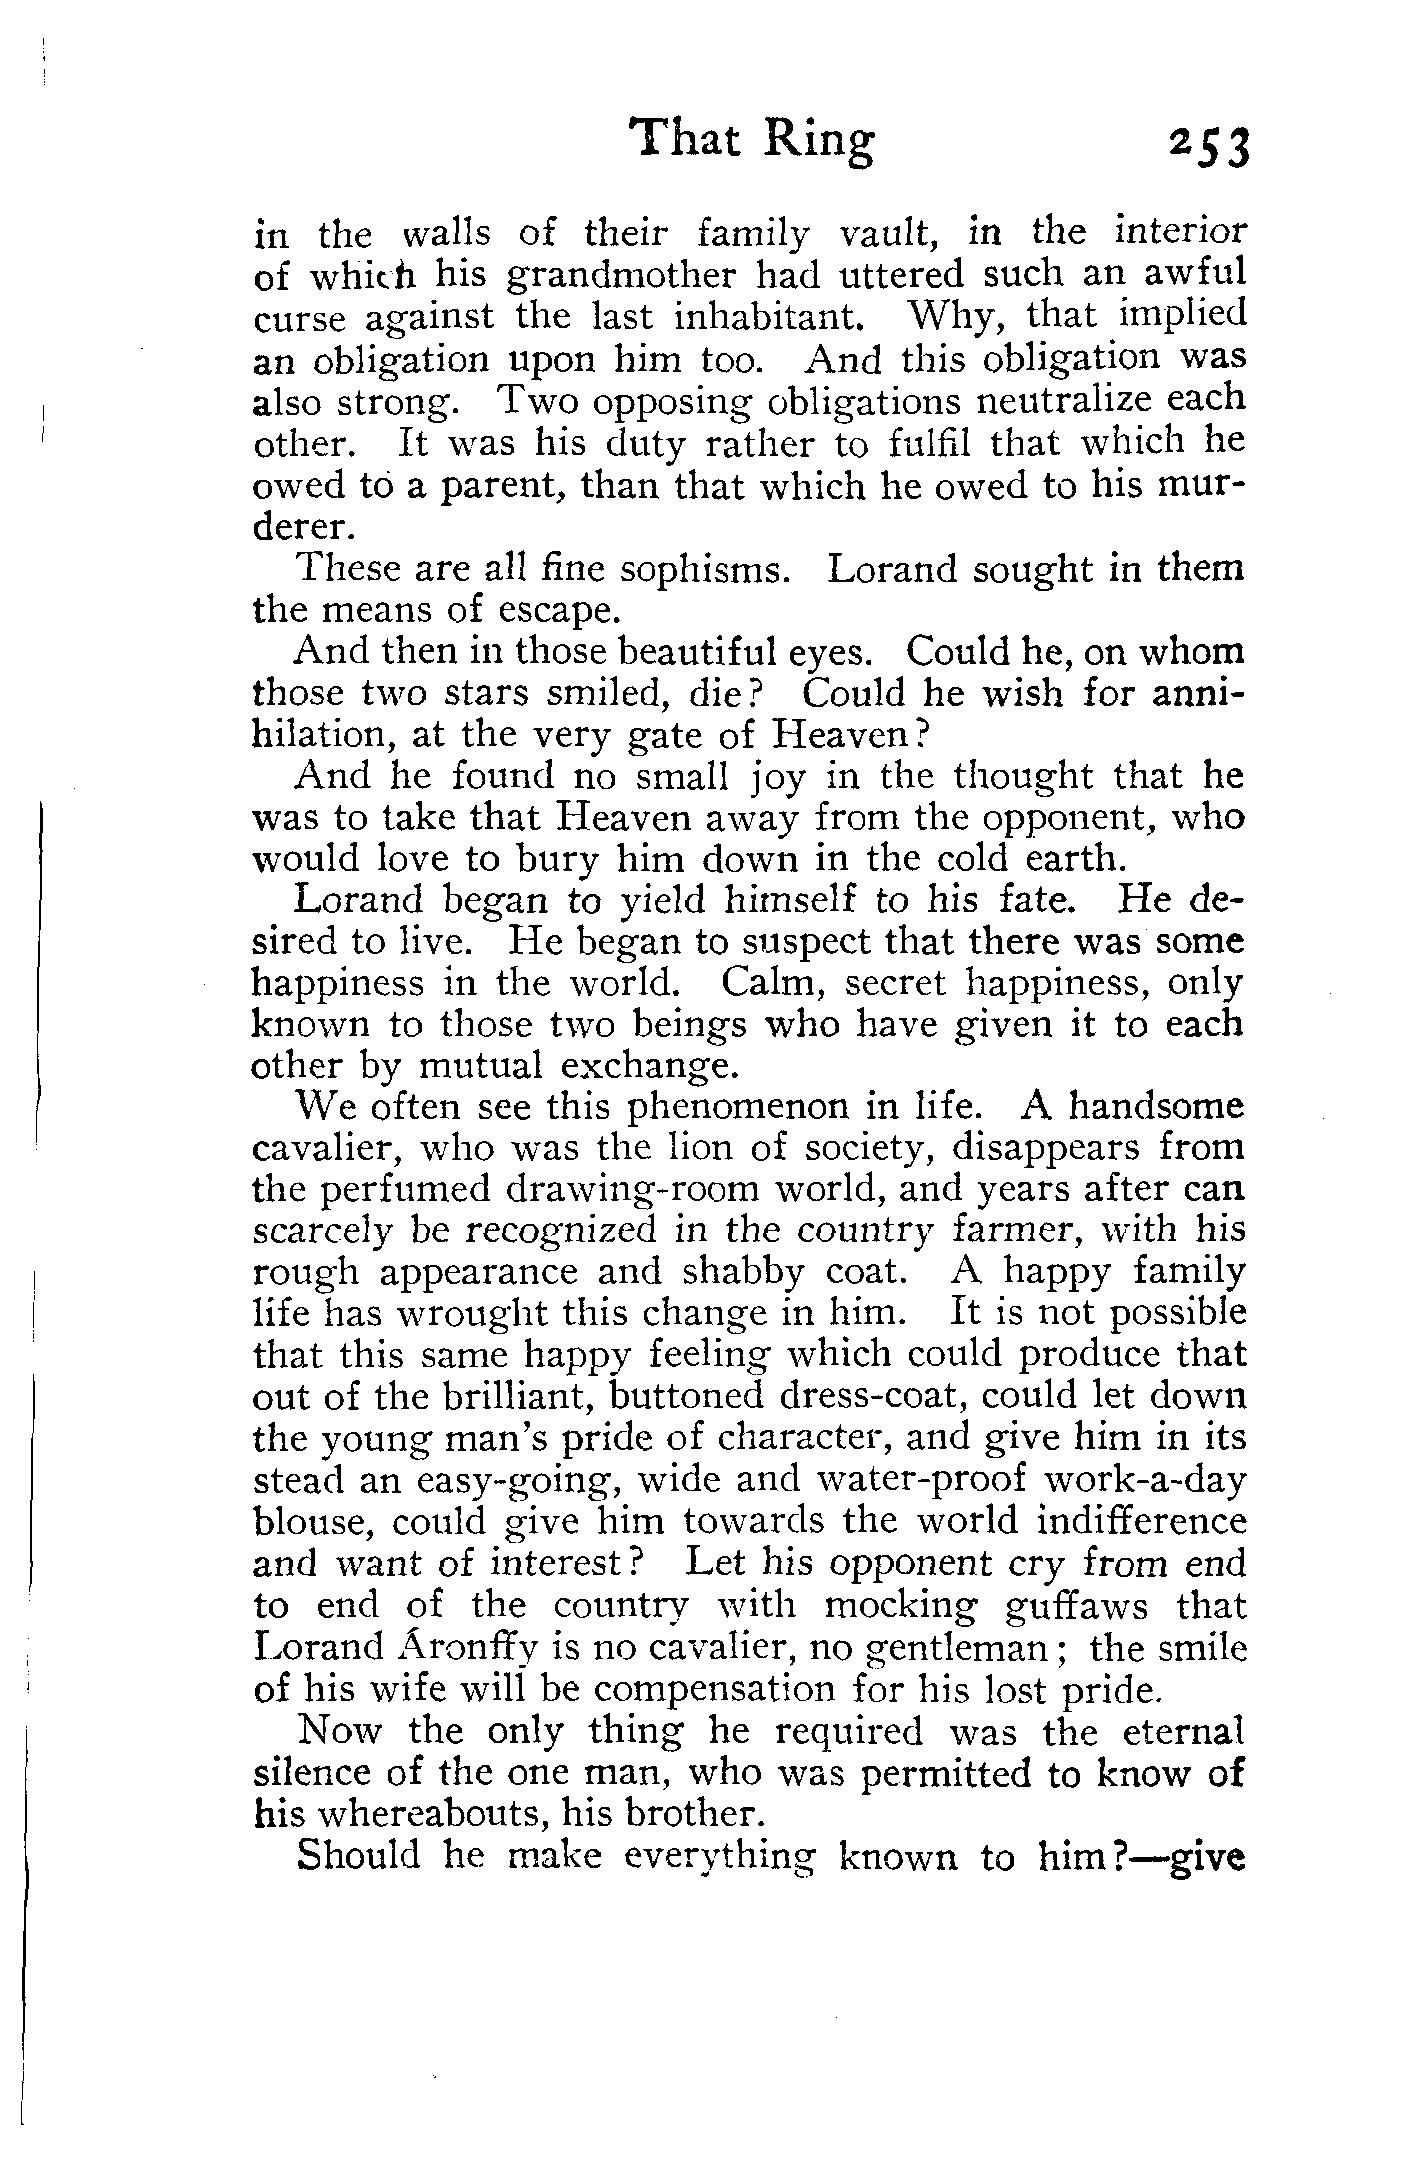 That Ring 253
in the walls of their family vault, in the interior
of which his grandmother had uttered such an awful
curse against the last inhabitant. Why, that implied
an obligation upon him too. And this obligation was
also strong. Two opposing obligations neutralize each
other. It was his duty rather to fulfil that which he
owed to a parent, than that which he owed to his mur-
derer.
These are all fine sophisms. Lorand sought in them
the means of escape.
And then in those beautiful eyes. Could he, on whom
those two stars smiled, die? Could he wish for anni-
hilation, at the very gate of Heaven?
And he found no small joy in the thought that he
was to take that Heaven away from the opponent, who
would love to bury him down in the cold earth.
Lorand began to yield himself to his fate. He de-
sired to live. He began to suspect that there was some
happiness in the world. Calm, secret happiness, only
known to those two beings who have given it to each
other by mutual exchange.
We often see this phenomenon in life. A handsome
cavalier, who was the lion of society, disappears from
the perfumed drawing-room world, and years after can
scarcely be recognized in the country farmer, with his
rough appearance and shabby coat. A happy family
life has wrought this change in him. It is not possible
that this same happy feeling which could produce that
out of the brilliant, buttoned dress-coat, could let down
the young man's pride of character, and give him in its
stead an easy-going, wide and water-proof work-a-day
blouse, could give him towards the world indifference
and want of interest? Let his opponent cry from end
to end of the country with mocking guffaws that
Lorand Áronffy is no cavalier, no gentleman; the smile
of his wife will be compensation for his lost pride.
Now the only thing he required was the eternal
silence of the one man, who was permitted to know of
his whereabouts, his brother.
Should he make everything known to him?—give